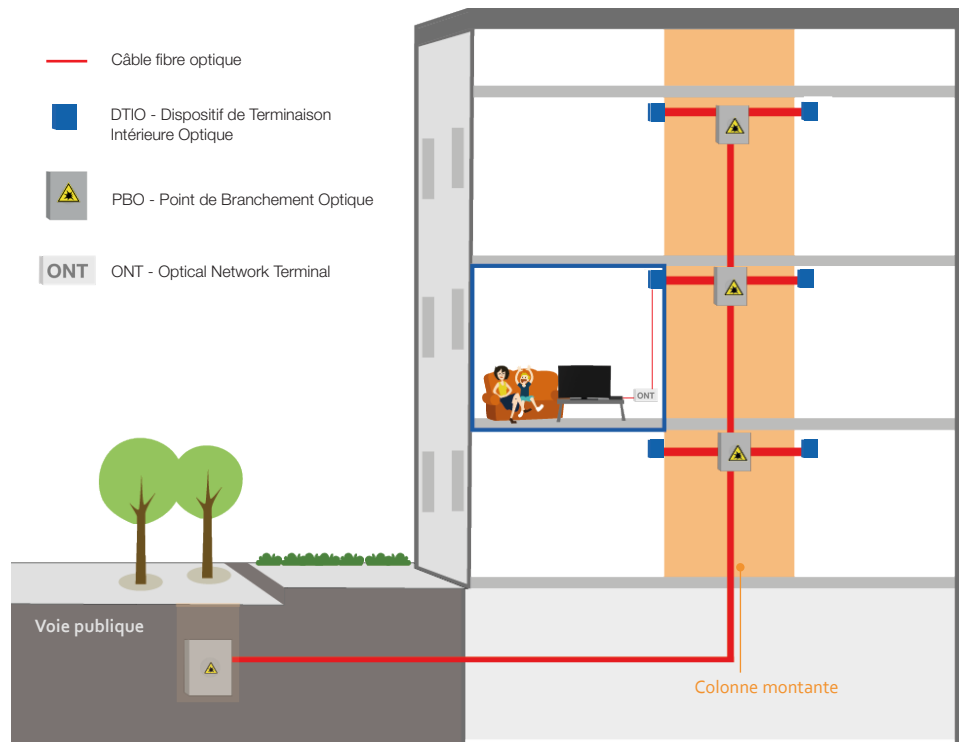 Câble fibre optique
DTIO - Dispositif de Terminaison
Intérieure Optique
PBO - Point de Branchement Optique
ONT
ONT - Optical Network Terminal
ONT
Voie publique
Colonne montante